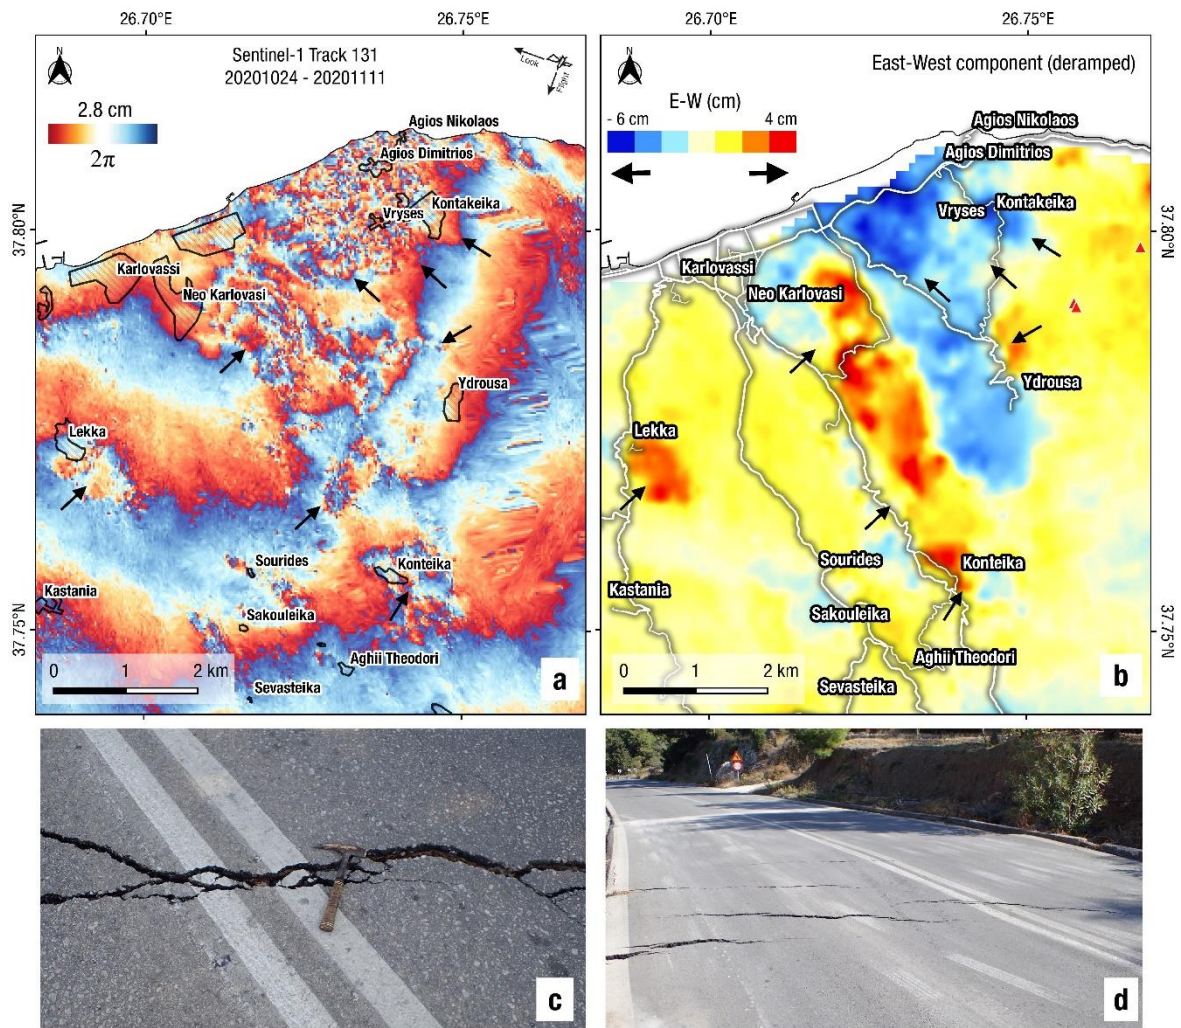 26.70°E
26.75°E
26.70°E
26.75°E
N
Sentinel-1 Track 131
20201024 - 20201111
Look
Flight
2.8 cm
2π
Agios Nikolaos
Agios Dimitrios
Vryses
Kontakeika
37.80°N
Karlovassi
Neo Karlovasi
Ydrousa
Lekka
Sourides
Konteika
Kastania
Sakouleika
37.75°N
Aghii Theodori
Sevasteika
0 1 2 km
a
N
East-West component (deramped)
E-W (cm)
- 6 cm
4 cm
Agios Nikolaos
Agios Dimitrios
Vryses
Kontakeika
37.80°N
Karlovassi
Neo Karlovasi
Ydrousa
Lekka
Sourides
Konteika
Kastania
Sakouleika
37.75°N
Aghii Theodori
Sevasteika
0 1 2 km
b
c
d